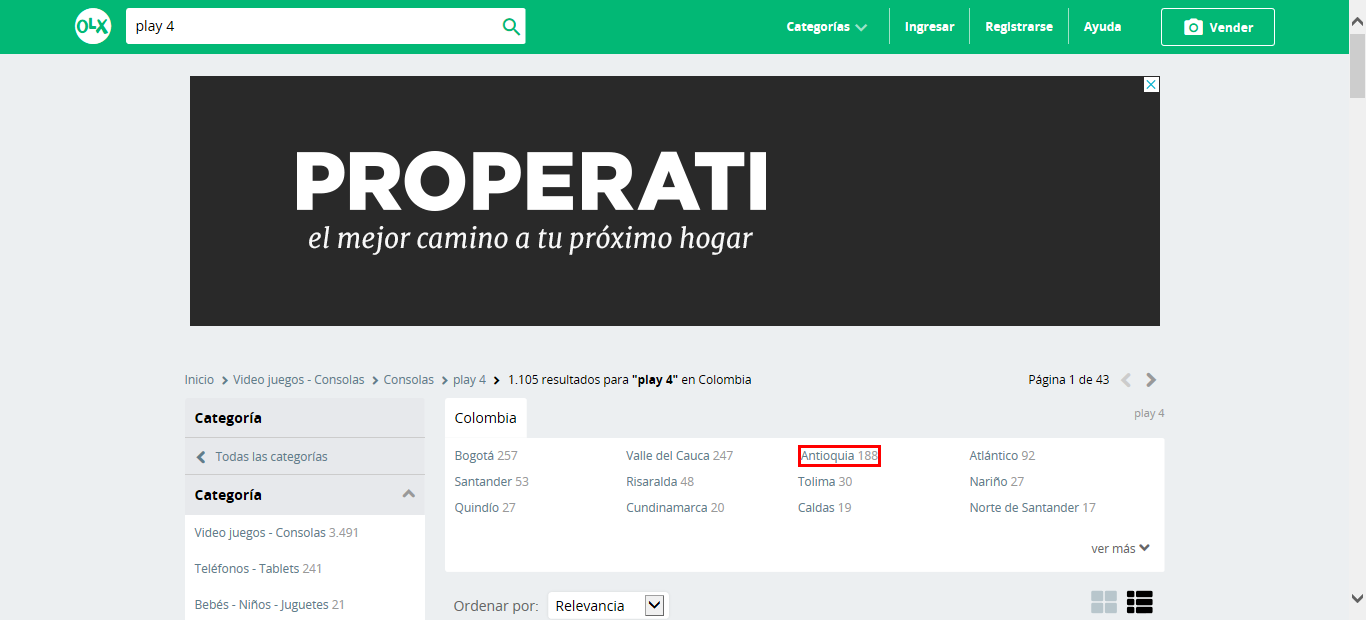 OLX play 4 Categorías Ingresar Registrarse Ayuda Vender
PROPERATI
el mejor camino a tu próximo hogar
Inicio > Video juegos - Consolas > Consolas > play 4 > 1.105 resultados para "play 4" en Colombia Página 1 de 43
Categoría
Todas las categorías
Categoría
Video juegos - Consolas 3.491
Teléfonos - Tablets 241
Bebés - Niños - Juguetes 21
Colombia play 4
Bogotá 257 Valle del Cauca 247 Antioquia 188 Atlántico 92
Santander 53 Risaralda 48 Tolima 30 Nariño 27
Quindío 27 Cundinamarca 20 Caldas 19 Norte de Santander 17
ver más
Ordenar por: Relevancia